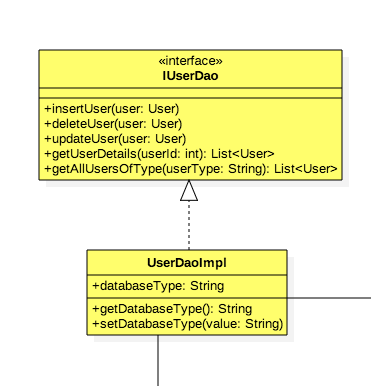 «interface»
IUserDao
+insertUser(user: User)
+deleteUser(user: User)
+updateUser(user: User)
+getUserDetails(userId: int): List<User>
+getAllUsersOfType(userType: String): List<User>
UserDaoImpl
+databaseType: String
+getDatabaseType(): String
+setDatabaseType(value: String)